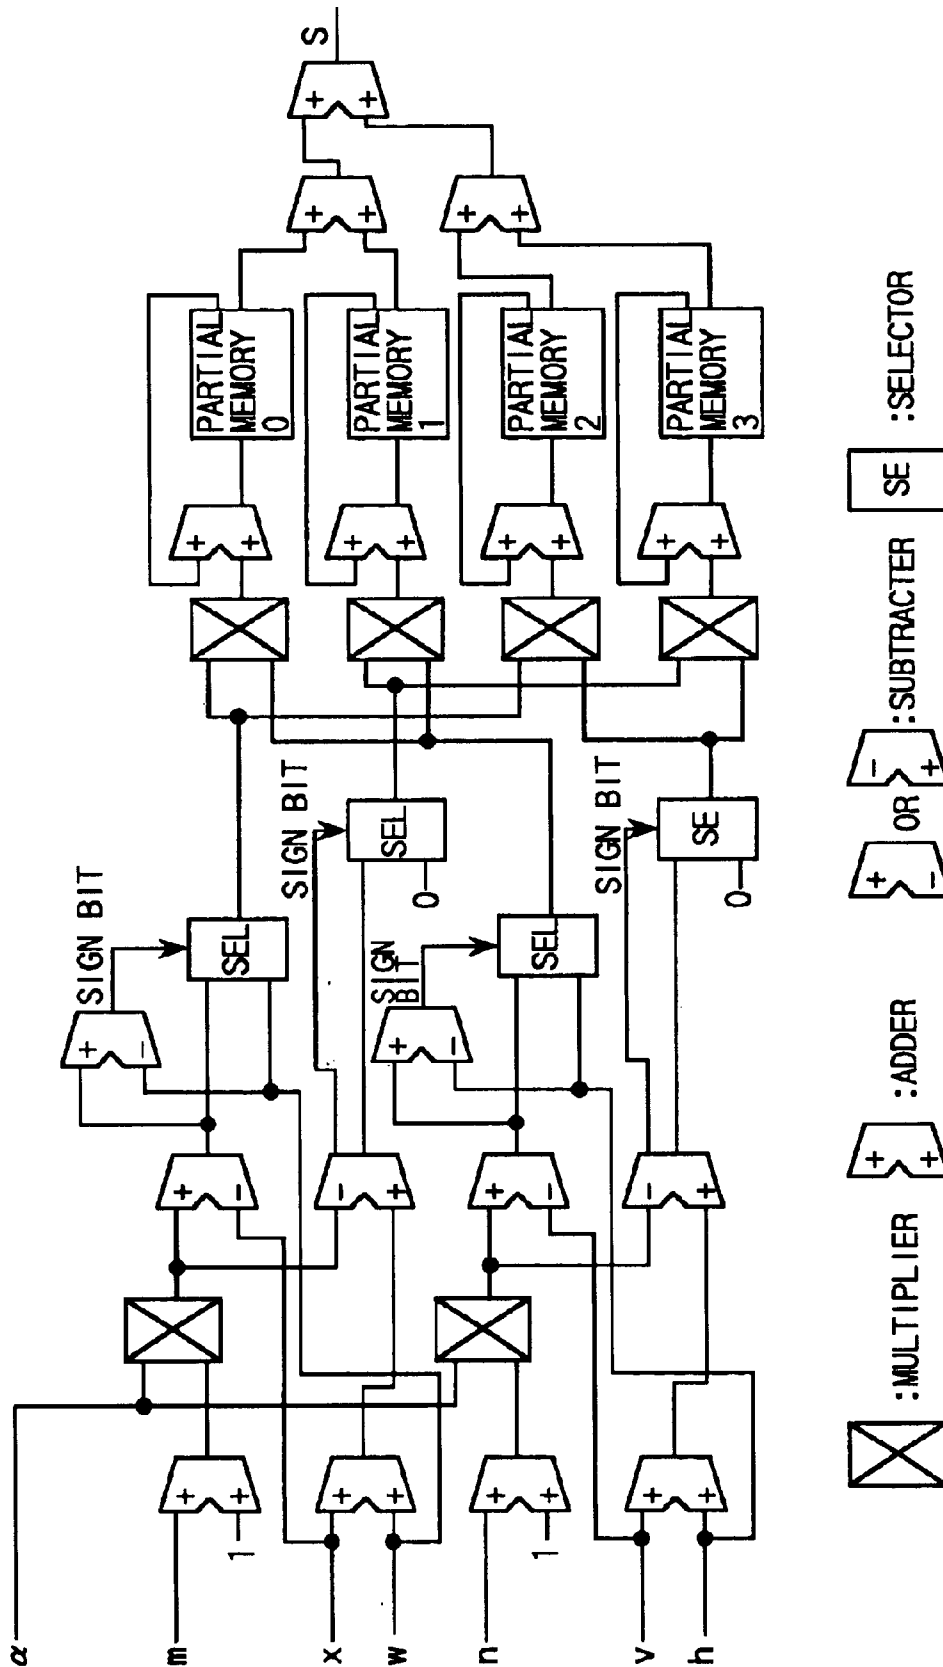 α
m
1
x
w
n
1
v
h
SIGN BIT
SEL
SIGN BIT
SEL
0
SIGN
BIT
SEL
SIGN BIT
SE
0
PARTIAL
MEMORY
0
PARTIAL
MEMORY
1
PARTIAL
MEMORY
2
PARTIAL
MEMORY
3
S
:MULTIPLIER
:ADDER
OR
:SUBTRACTER
SE
:SELECTOR